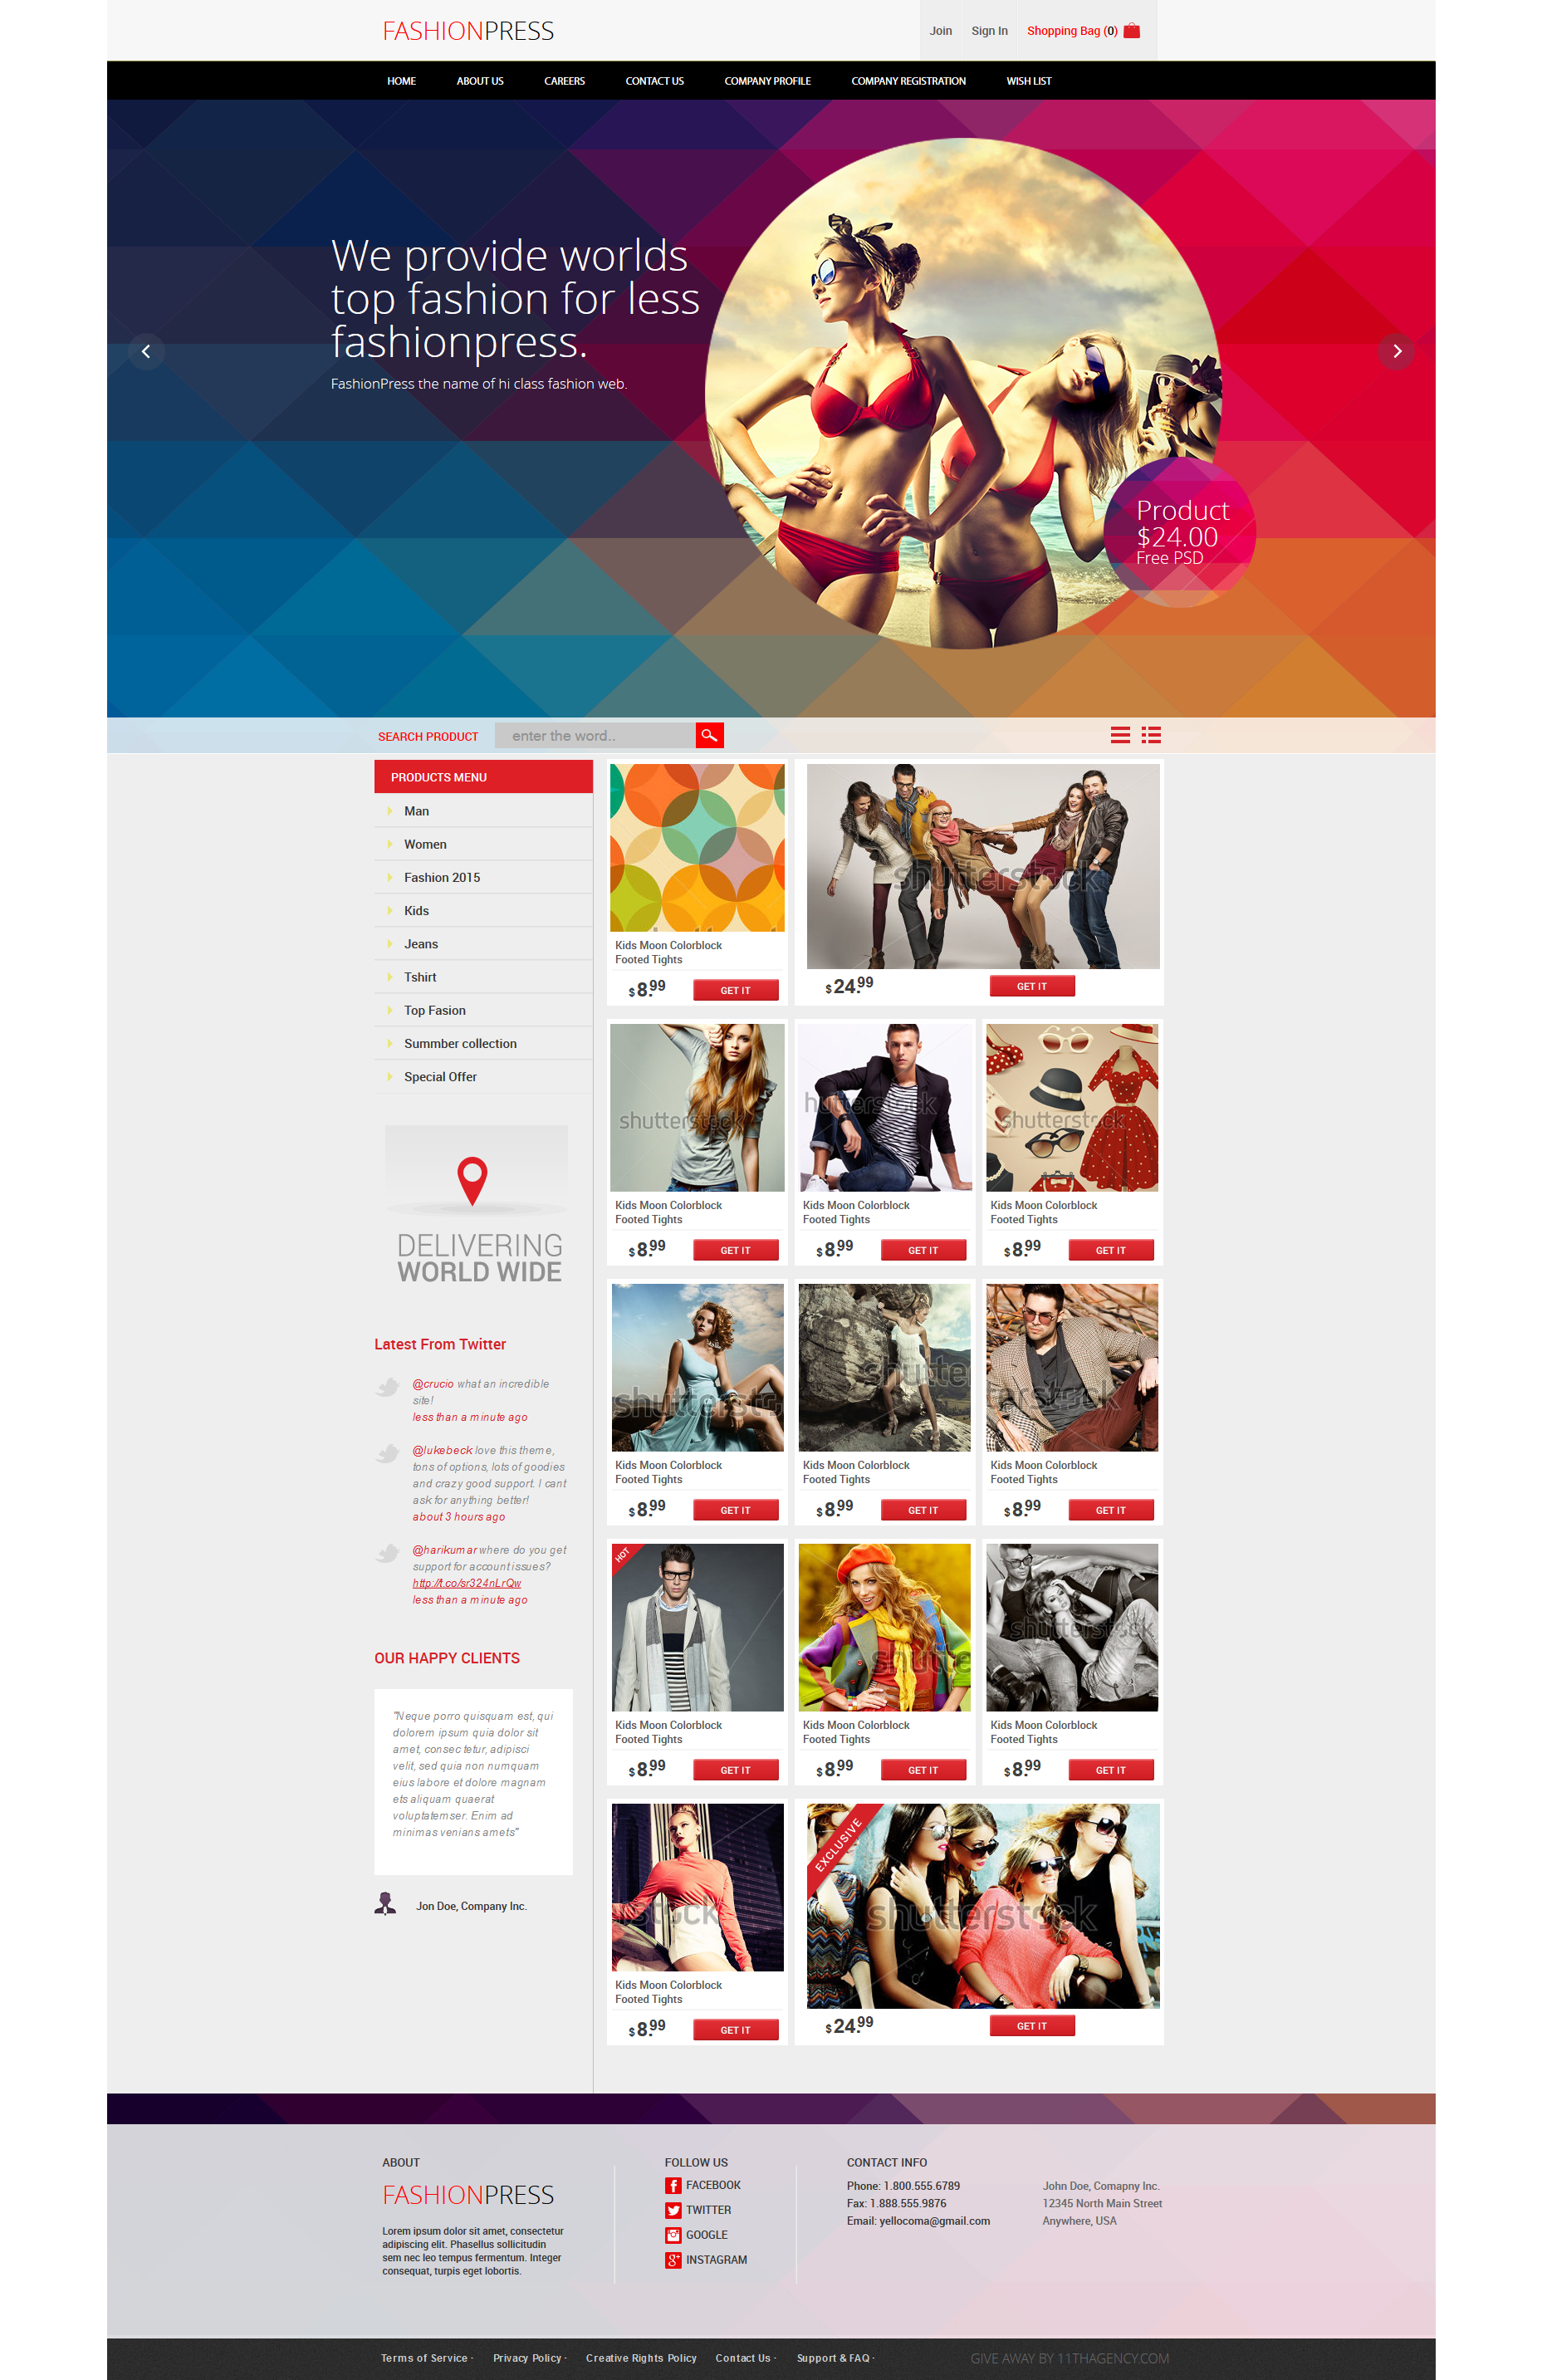 FASHIONPRESS
Join
Sign In
Shopping Bag (0)
HOME
ABOUT US
CAREERS
CONTACT US
COMPANY PROFILE
COMPANY REGISTRATION
WISH LIST
We provide worlds
top fashion for less
fashionpress.
FashionPress the name of hi class fashion web.
Product
$24.00
Free PSD
SEARCH PRODUCT
enter the word..
PRODUCTS MENU
Man
Women
Fashion 2015
Kids
Jeans
Tshirt
Top Fasion
Summber collection
Special Offer
DELIVERING
WORLD WIDE
Latest From Twitter
@crucio what an incredible
site!
less than a minute ago
@lukebeck love this theme,
tons of options, lots of goodies
and crazy good support. I cant
ask for anything better!
about 3 hours ago
@harikumar where do you get
support for account issues?
http://t.co/sr324nLrQw
less than a minute ago
OUR HAPPY CLIENTS
"Neque porro quisquam est, qui
dolorem ipsum quia dolor sit
amet, consectetur, adipisci
velit, sed quia non numquam
eius labore et dolore magnam
ets aliquam quaerat
voluptatemser. Enim ad
minimas venians amets"
Jon Doe, Company Inc.
Kids Moon Colorblock
Footed Tights
$8.99
GET IT
shutterstock
$24.99
GET IT
shutterstock
Kids Moon Colorblock
Footed Tights
$8.99
GET IT
hutterstock
Kids Moon Colorblock
Footed Tights
$8.99
GET IT
shutterstock
Kids Moon Colorblock
Footed Tights
$8.99
GET IT
shuttersto
Kids Moon Colorblock
Footed Tights
$8.99
GET IT
shutte
Kids Moon Colorblock
Footed Tights
$8.99
GET IT
terstock
Kids Moon Colorblock
Footed Tights
$8.99
GET IT
HOT
Kids Moon Colorblock
Footed Tights
$8.99
GET IT
shutte
Kids Moon Colorblock
Footed Tights
$8.99
GET IT
shutterstock
Kids Moon Colorblock
Footed Tights
$8.99
GET IT
stock
Kids Moon Colorblock
Footed Tights
$8.99
GET IT
EXCLUSIVE
shutterstock
$24.99
GET IT
ABOUT
FASHIONPRESS
Lorem ipsum dolor sit amet, consectetur
adipiscing elit. Phasellus sollicitudin
sem nec leo tempus fermentum. Integer
consequat, turpis eget lobortis.
FOLLOW US
FACEBOOK
TWITTER
GOOGLE
INSTAGRAM
CONTACT INFO
Phone: 1.800.555.6789
Fax: 1.888.555.9876
Email: yellocoma@gmail.com
John Doe, Comapny Inc.
12345 North Main Street
Anywhere, USA
Terms of Service ·
Privacy Policy ·
Creative Rights Policy
Contact Us ·
Support & FAQ ·
GIVE AWAY BY 11THAGENCY.COM